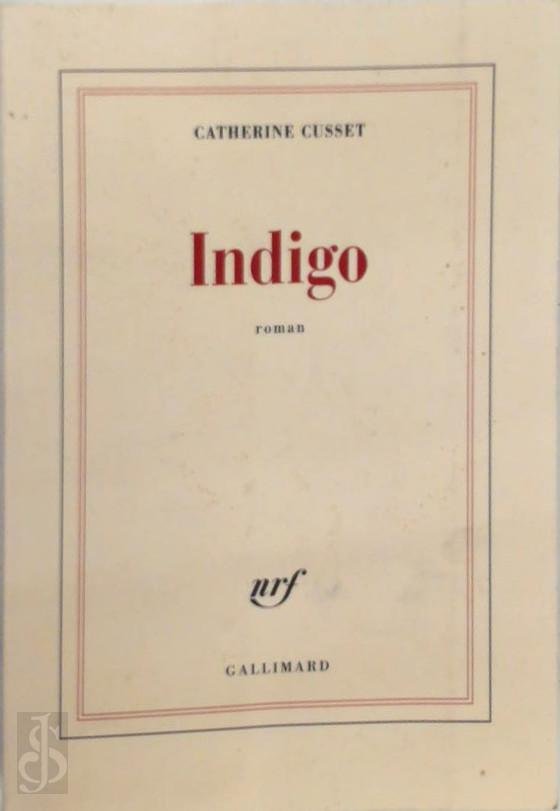 CATHERINE CUSSET
Indigo
roman
nrf
GALLIMARD